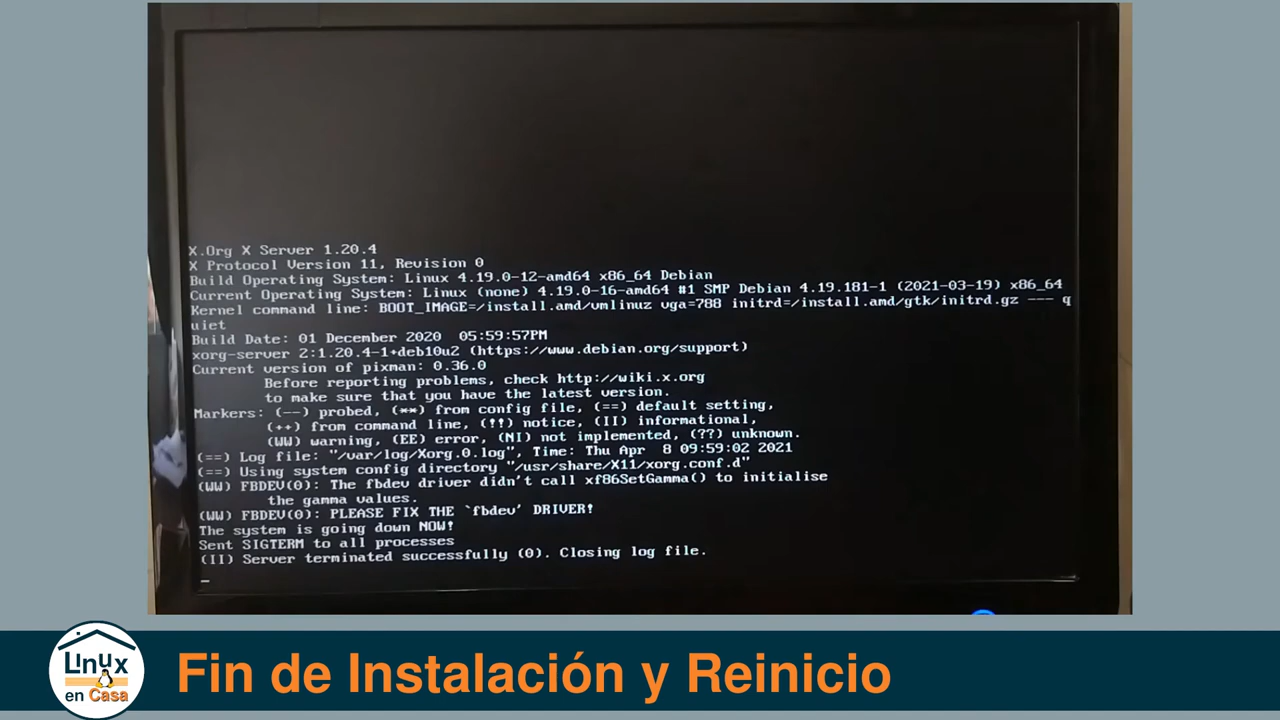 X.Org X Server 1.20.4
X Protocol Version 11, Revision 0
Build Operating System: Linux 4.19.0-12-amd64 x86_64 Debian
Current Operating System: Linux (none) 4.19.0-16-amd64 #1 SMP Debian 4.19.181-1 (2021-03-19) x86_64
Kernel command line: BOOT_IMAGE=/install.amd/vmlinuz vga=788 initrd=/install.amd/gtk/initrd.gz --- q
uiet
Build Date: 01 December 2020  05:59:57PM
xorg-server 2:1.20.4-1+deb10u2 (https://www.debian.org/support)
Current version of pixman: 0.36.0
Before reporting problems, check http://wiki.x.org
to make sure that you have the latest version.
Markers: (--) probed, (**) from config file, (==) default setting,
(++) from command line, (!!) notice, (II) informational,
(WW) warning, (EE) error, (NI) not implemented, (??) unknown.
(==) Log file: "/var/log/Xorg.0.log", Time: Thu Apr  8 09:59:02 2021
(==) Using system config directory "/usr/share/X11/xorg.conf.d"
(WW) FBDEV(0): The fbdev driver didn't call xf86SetGamma() to initialise
the gamma values.
(WW) FBDEV(0): PLEASE FIX THE `fbdev' DRIVER!
The system is going down NOW!
Sent SIGTERM to all processes
(II) Server terminated successfully (0). Closing log file.
Linux
en Casa
Fin de Instalación y Reinicio